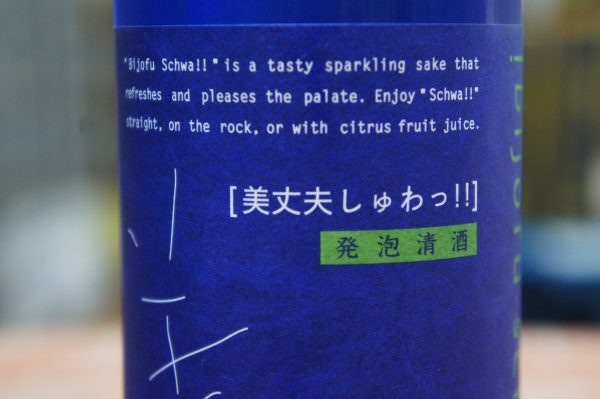 "Bijofu Schwa!!" is a tasty sparkling sake that
refreshes and pleases the palate. Enjoy "Schwa!!"
straight, on the rock, or with citrus fruit juice.
[美丈夫しゅわっ!!]
発泡清酒